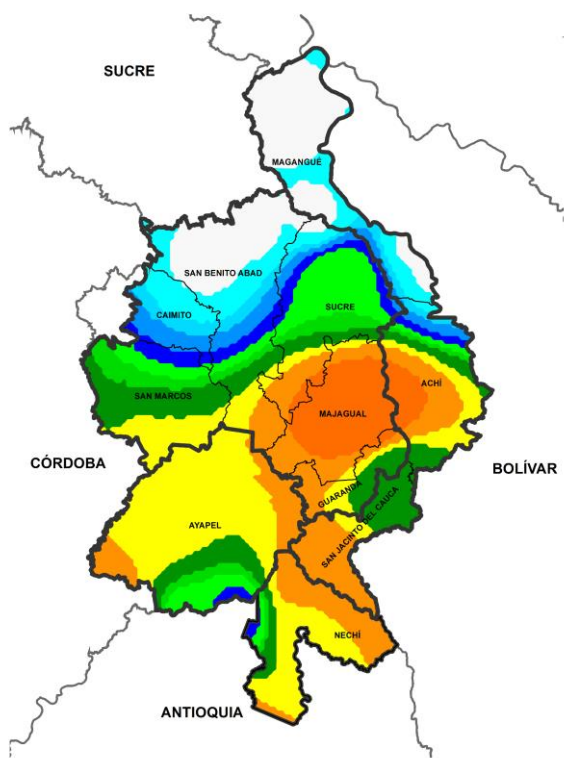 SUCRE
MAGANGUÉ
SAN BENITO ABAD
CAIMITO
SUCRE
ACHÍ
SAN MARCOS
MAJAGUAL
CÓRDOBA
BOLÍVAR
GUARANDA
SAN JACINTO DEL CAUCA
AYAPEL
NECHÍ
ANTIOQUIA